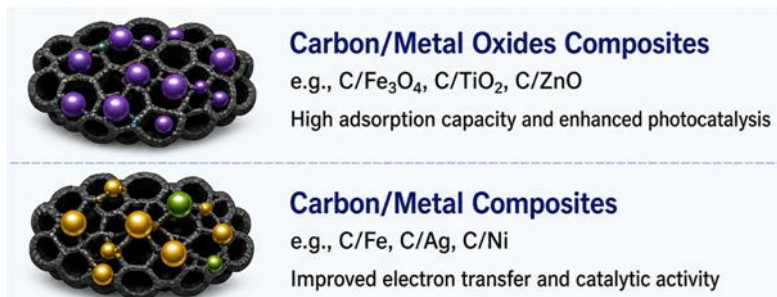 Carbon/Metal Oxides Composites
e.g., C/Fe₃O₄, C/TiO₂, C/ZnO
High adsorption capacity and enhanced photocatalysis
Carbon/Metal Composites
e.g., C/Fe, C/Ag, C/Ni
Improved electron transfer and catalytic activity